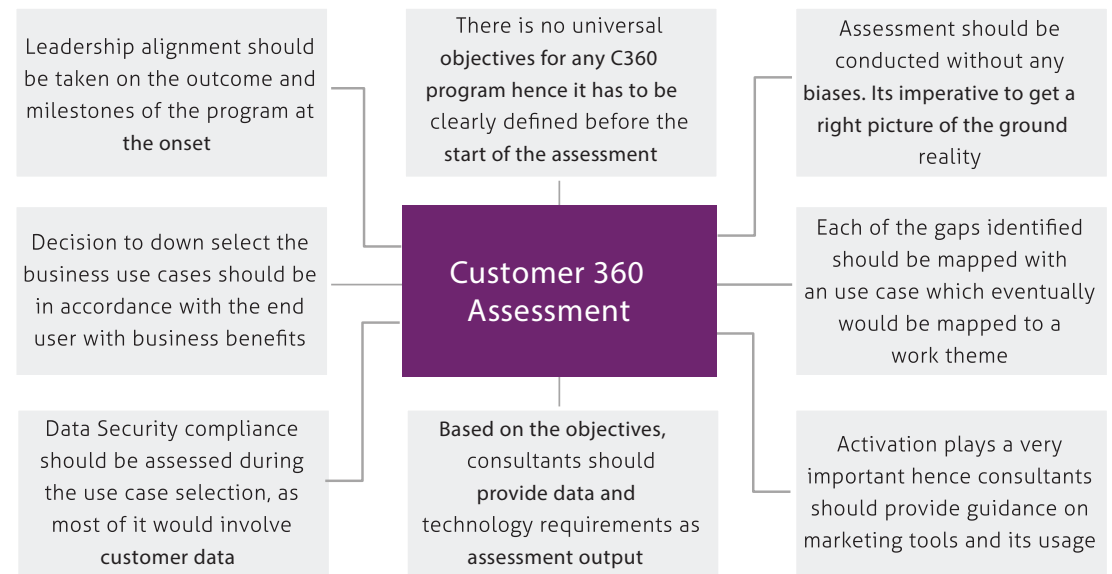 Leadership alignment should
be taken on the outcome and
milestones of the program at
the onset
There is no universal
objectives for any C360
program hence it has to be
clearly defined before the
start of the assessment
Assessment should be
conducted without any
biases. Its imperative to get a
right picture of the ground
reality
Decision to down select the
business use cases should be
in accordance with the end
user with business benefits
Customer 360
Assessment
Each of the gaps identified
should be mapped with
an use case which eventually
would be mapped to a
work theme
Data Security compliance
should be assessed during
the use case selection, as
most of it would involve
customer data
Based on the objectives,
consultants should
provide data and
technology requirements as
assessment output
Activation plays a very
important hence consultants
should provide guidance on
marketing tools and its usage